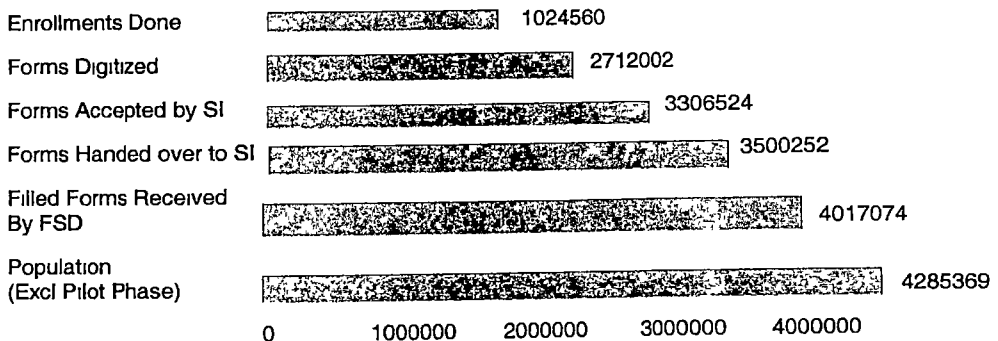 Enrollments Done 1024560
Forms Digitized 2712002
Forms Accepted by SI 3306524
Forms Handed over to SI 3500252
Filled Forms Received
By FSD 4017074
Population
(Excl Pilot Phase) 4285369
0 1000000 2000000 3000000 4000000